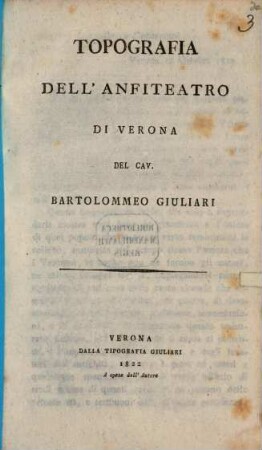 3
TOPOGRAFIA
DELL' ANFITEATRO
DI VERONA
DEL CAV.
BARTOLOMMEO GIULIARI
VERONA
DALLA TIPOGRAFIA GIULIARI
1822
A spese dell' Autore